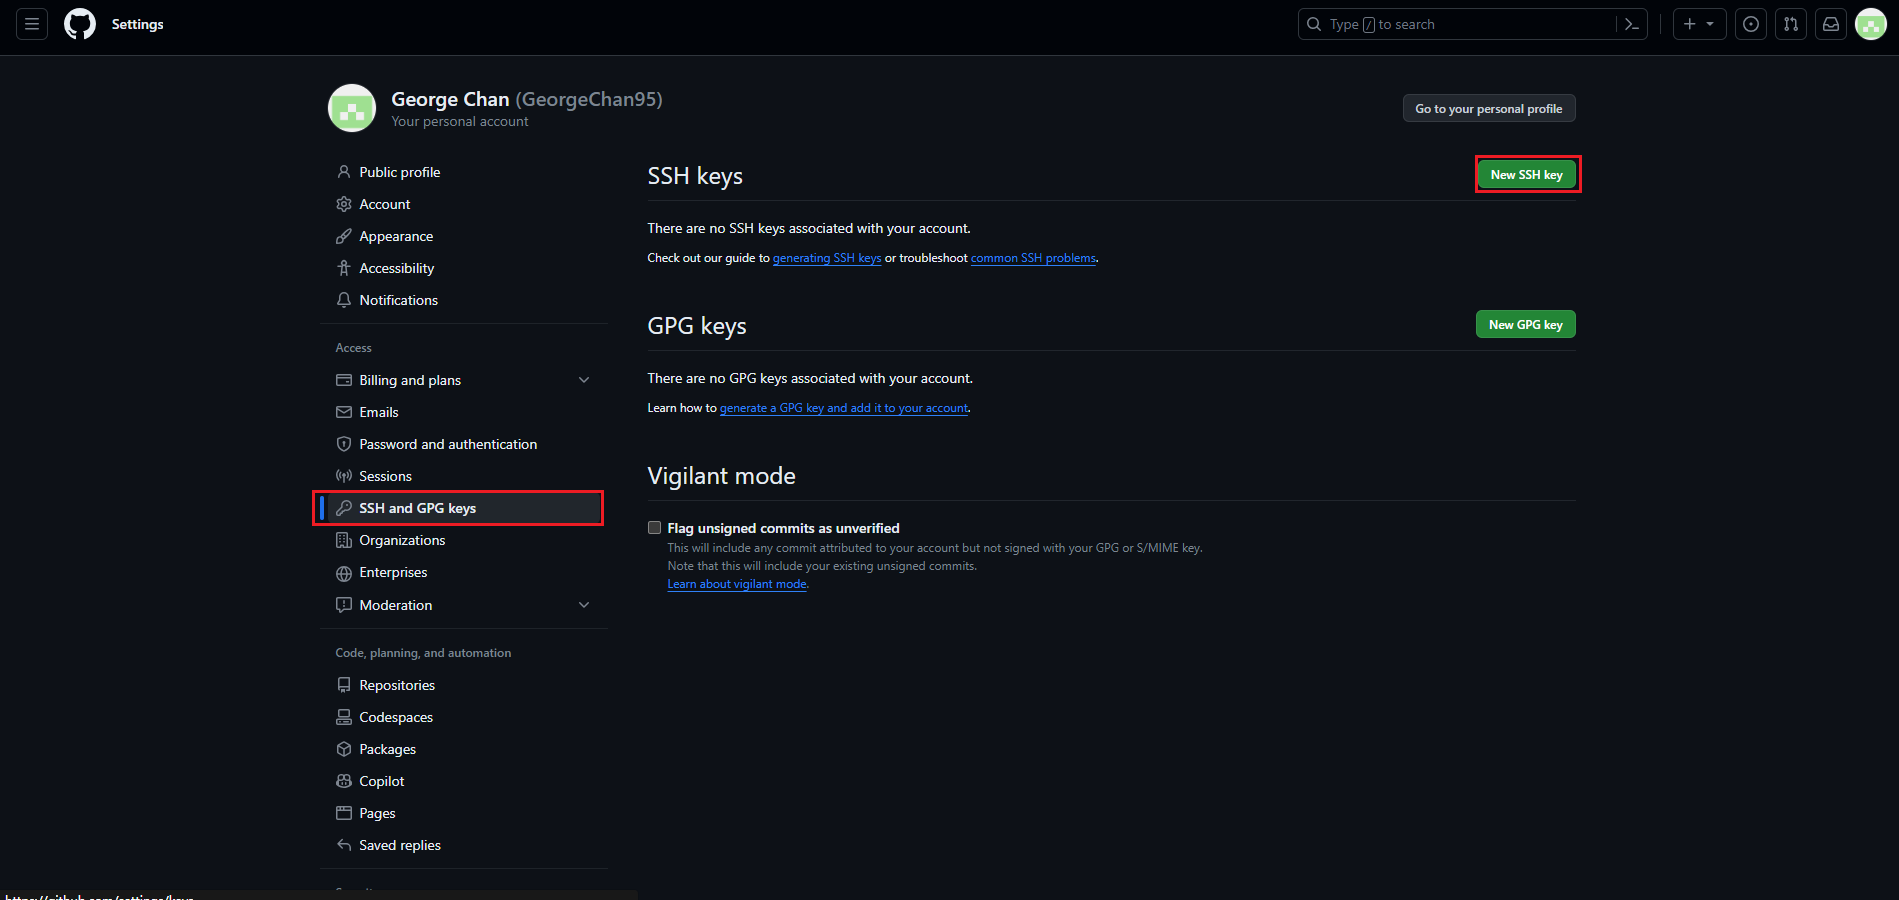 Settings
Type / to search
George Chan (GeorgeChan95)
Your personal account
Go to your personal profile
Public profile
Account
Appearance
Accessibility
Notifications
Access
Billing and plans
Emails
Password and authentication
Sessions
SSH and GPG keys
Organizations
Enterprises
Moderation
Code, planning, and automation
Repositories
Codespaces
Packages
Copilot
Pages
Saved replies
SSH keys
New SSH key
There are no SSH keys associated with your account.
Check out our guide to generating SSH keys or troubleshoot common SSH problems.
GPG keys
New GPG key
There are no GPG keys associated with your account.
Learn how to generate a GPG key and add it to your account.
Vigilant mode
Flag unsigned commits as unverified
This will include any commit attributed to your account but not signed with your GPG or S/MIME key.
Note that this will include your existing unsigned commits.
Learn about vigilant mode.
https://github.com/settings/keys